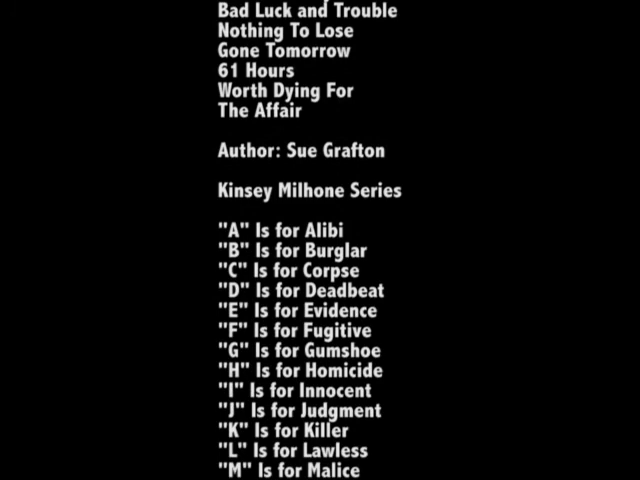 Bad Luck and Trouble
Nothing To Lose
Gone Tomorrow
61 Hours
Worth Dying For
The Affair
Author: Sue Grafton
Kinsey Milhone Series
"A" Is for Alibi
"B" Is for Burglar
"C" Is for Corpse
"D" Is for Deadbeat
"E" Is for Evidence
"F" Is for Fugitive
"G" Is for Gumshoe
"H" Is for Homicide
"I" Is for Innocent
"J" Is for Judgment
"K" Is for Killer
"L" Is for Lawless
"M" Is for Malice